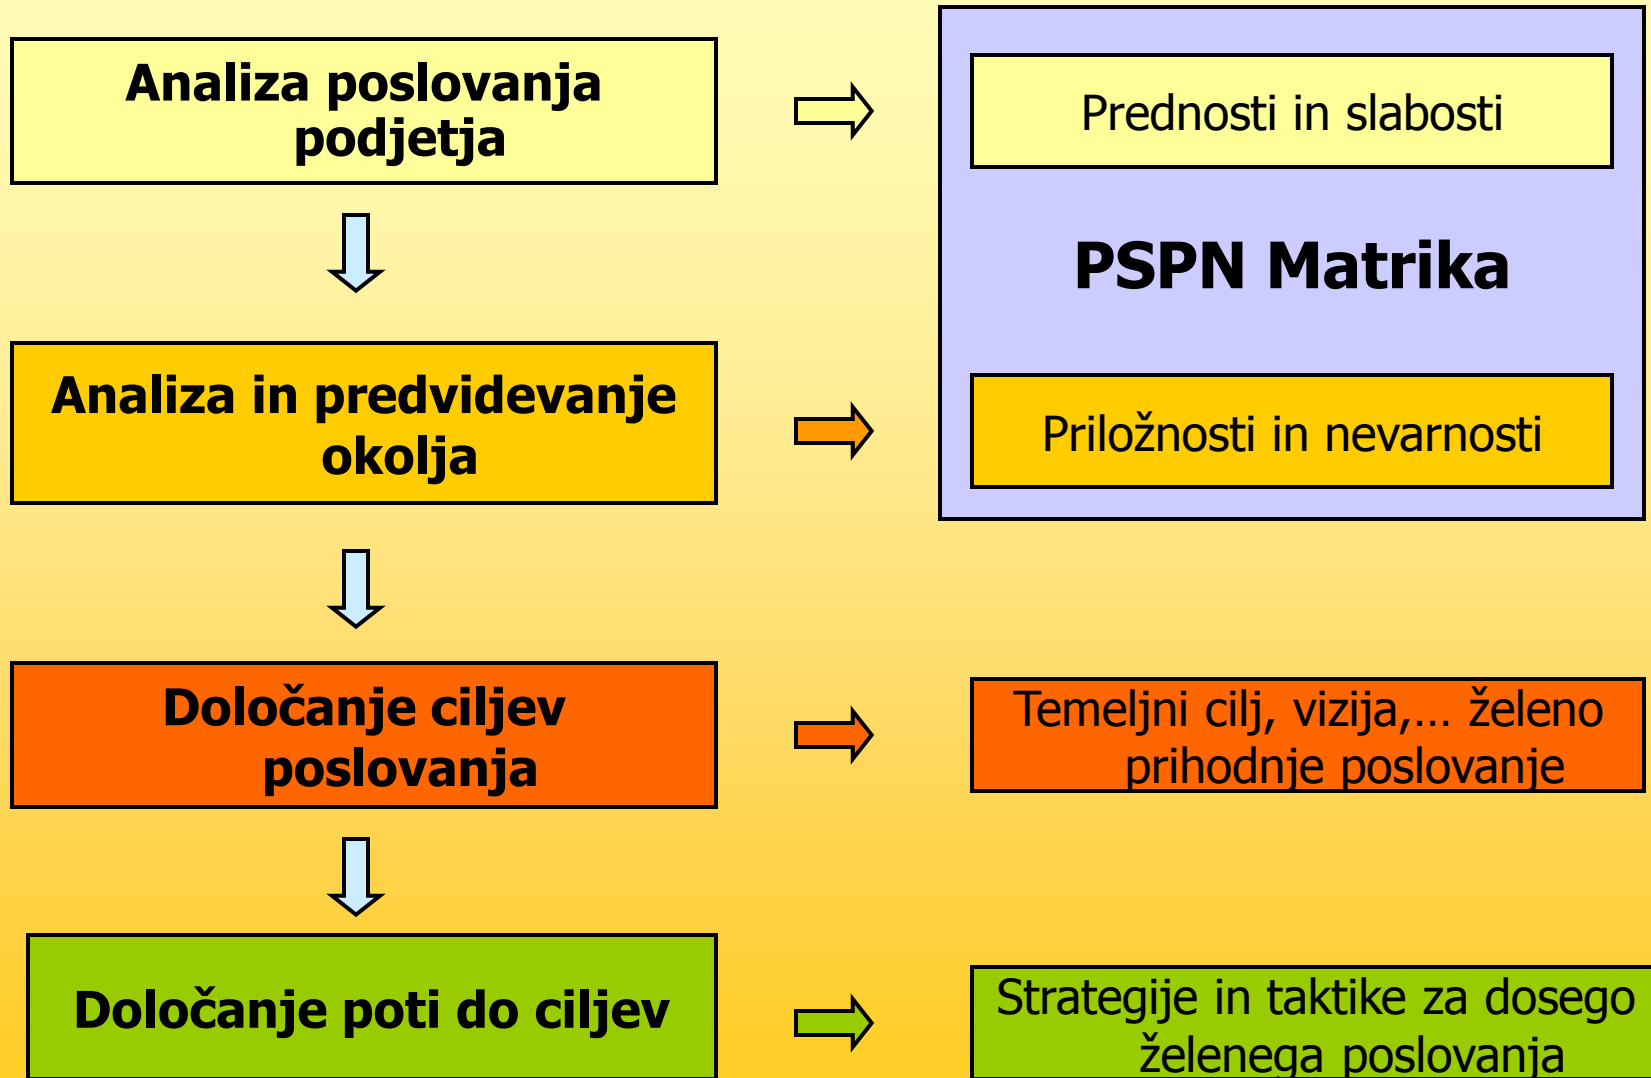 Analiza poslovanja
podjetja
Prednosti in slabosti
PSPN Matrika
Analiza in predvidevanje
okolja
Priložnosti in nevarnosti
Določanje ciljev
poslovanja
Temeljni cilj, vizija,... želeno
prihodnje poslovanje
Določanje poti do ciljev
Strategije in taktike za dosego
želenega poslovanja